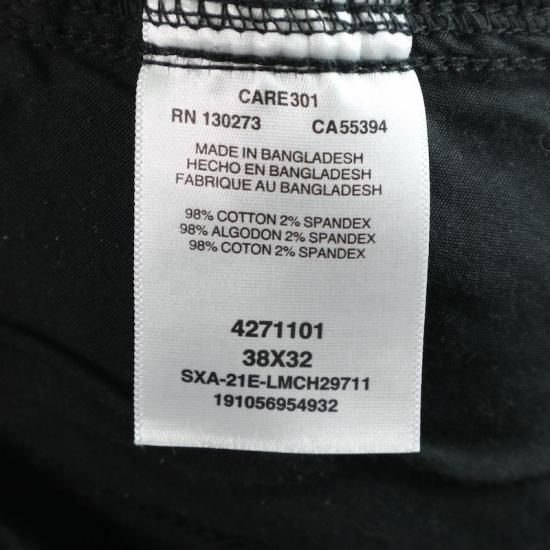 CARE301
RN 130273 CA55394
MADE IN BANGLADESH
HECHO EN BANGLADESH
FABRIQUE AU BANGLADESH
98% COTTON 2% SPANDEX
98% ALGODON 2% SPANDEX
98% COTON 2% SPANDEX
4271101
38X32
SXA-21E-LMCH29711
191056954932